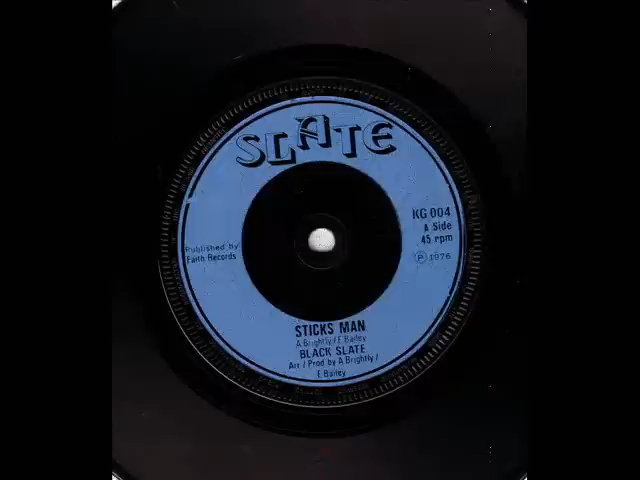 SLATE
KG 004
A Side
45 rpm
Published by
Faith Records
Ⓟ 1976
STICKS MAN
A Brightly / E Bailey
BLACK SLATE
Arr / Prod by A Brightly /
E Bailey